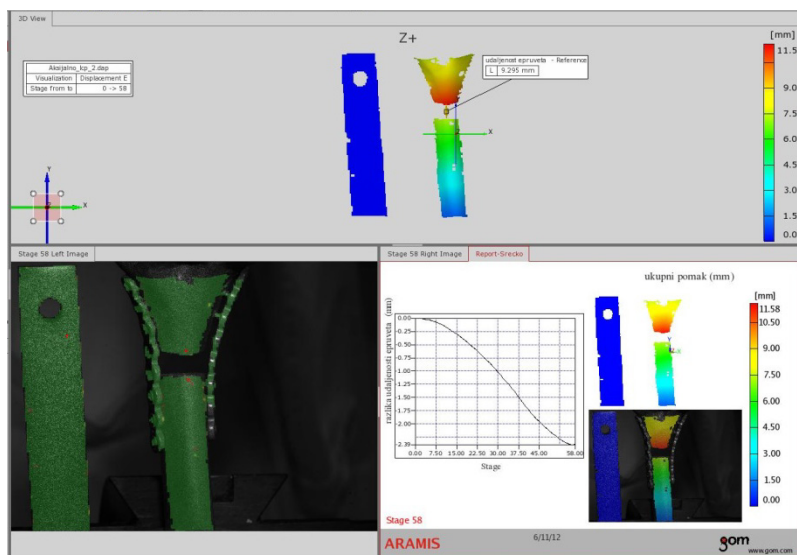 3D View
Z+
[mm]
11.5
9.0
7.5
6.0
4.5
3.0
1.5
0.0
Aksijalno_lcp_2.dap
Visualization Displacement E
Stage from to 0 -> 58
udaljenost epruveta - Reference
L 9.295 mm
X
Y
X
Stage 58 Left Image
Stage 58 Right Image
Report-Srecko
ukupni pomak (mm)
razlika udaljenosti epruveta (mm)
0.00
-0.25
-0.50
-0.75
-1.00
-1.25
-1.50
-1.75
-2.00
-2.39
0.00 7.50 15.00 22.50 30.00 37.50 45.00 58.00
Stage
Y
[mm]
11.58
9.00
7.50
6.00
4.50
3.00
1.50
0.00
Stage 58
ARAMIS
6/11/12
gom
www.gom.com